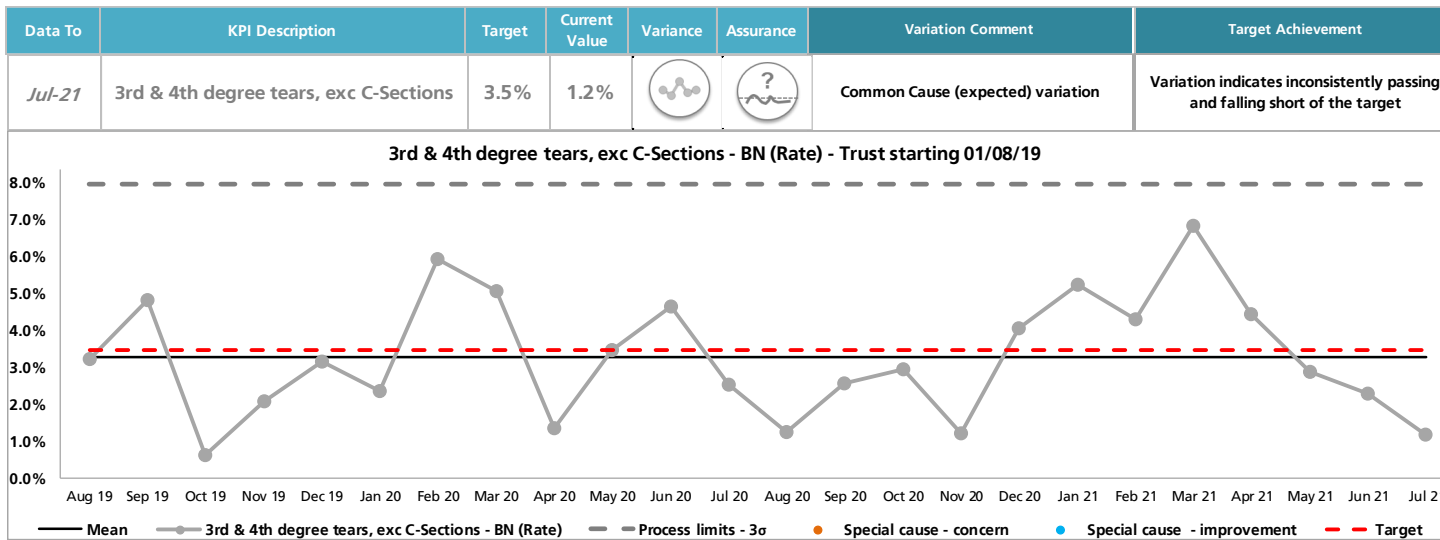 Data To KPI Description Target Current Value Variance Assurance Variation Comment Target Achievement
Jul-21 3rd & 4th degree tears, exc C-Sections 3.5% 1.2% ? Common Cause (expected) variation Variation indicates inconsistently passing and falling short of the target
3rd & 4th degree tears, exc C-Sections - BN (Rate) - Trust starting 01/08/19
8.0%
7.0%
6.0%
5.0%
4.0%
3.0%
2.0%
1.0%
0.0%
Aug 19 Sep 19 Oct 19 Nov 19 Dec 19 Jan 20 Feb 20 Mar 20 Apr 20 May 20 Jun 20 Jul 20 Aug 20 Sep 20 Oct 20 Nov 20 Dec 20 Jan 21 Feb 21 Mar 21 Apr 21 May 21 Jun 21 Jul 2
Mean 3rd & 4th degree tears, exc C-Sections - BN (Rate) Process limits - 3σ Special cause - concern Special cause - improvement Target